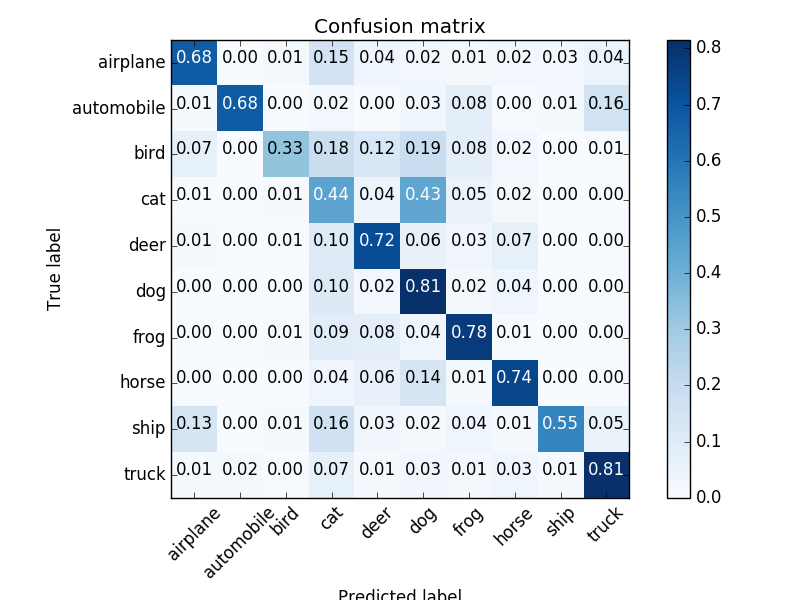 Confusion matrix
airplane 0.68 0.00 0.01 0.15 0.04 0.02 0.01 0.02 0.03 0.04
automobile 0.01 0.68 0.00 0.02 0.00 0.03 0.08 0.00 0.01 0.16
bird 0.07 0.00 0.33 0.18 0.12 0.19 0.08 0.02 0.00 0.01
cat 0.01 0.00 0.01 0.44 0.04 0.43 0.05 0.02 0.00 0.00
deer 0.01 0.00 0.01 0.10 0.72 0.06 0.03 0.07 0.00 0.00
dog 0.00 0.00 0.00 0.10 0.02 0.81 0.02 0.04 0.00 0.00
frog 0.00 0.00 0.01 0.09 0.08 0.04 0.78 0.01 0.00 0.00
horse 0.00 0.00 0.00 0.04 0.06 0.14 0.01 0.74 0.00 0.00
ship 0.13 0.00 0.01 0.16 0.03 0.02 0.04 0.01 0.55 0.05
truck 0.01 0.02 0.00 0.07 0.01 0.03 0.01 0.03 0.01 0.81
airplane automobile bird cat deer dog frog horse ship truck
True label
Predicted label
0.8
0.7
0.6
0.5
0.4
0.3
0.2
0.1
0.0